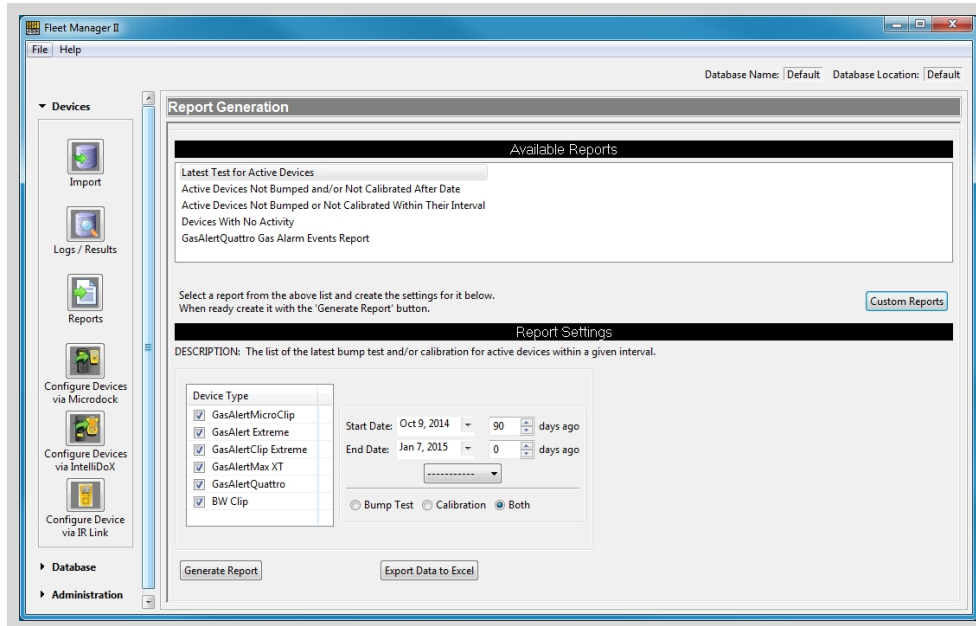 Fleet Manager II
File Help
Database Name: Default Database Location: Default
Devices
Import
Logs / Results
Reports
Configure Devices
via Microdock
Configure Devices
via IntelliDoX
Configure Device
via IR Link
Database
Administration
Report Generation
Available Reports
Latest Test for Active Devices
Active Devices Not Bumped and/or Not Calibrated After Date
Active Devices Not Bumped or Not Calibrated Within Their Interval
Devices With No Activity
GasAlertQuattro Gas Alarm Events Report
Select a report from the above list and create the settings for it below.
When ready create it with the 'Generate Report' button.
Custom Reports
Report Settings
DESCRIPTION: The list of the latest bump test and/or calibration for active devices within a given interval.
Device Type
GasAlertMicroClip
GasAlert Extreme
GasAlertClip Extreme
GasAlertMax XT
GasAlertQuattro
BW Clip
Start Date: Oct 9, 2014 90 days ago
End Date: Jan 7, 2015 0 days ago
-----------
Bump Test Calibration Both
Generate Report Export Data to Excel